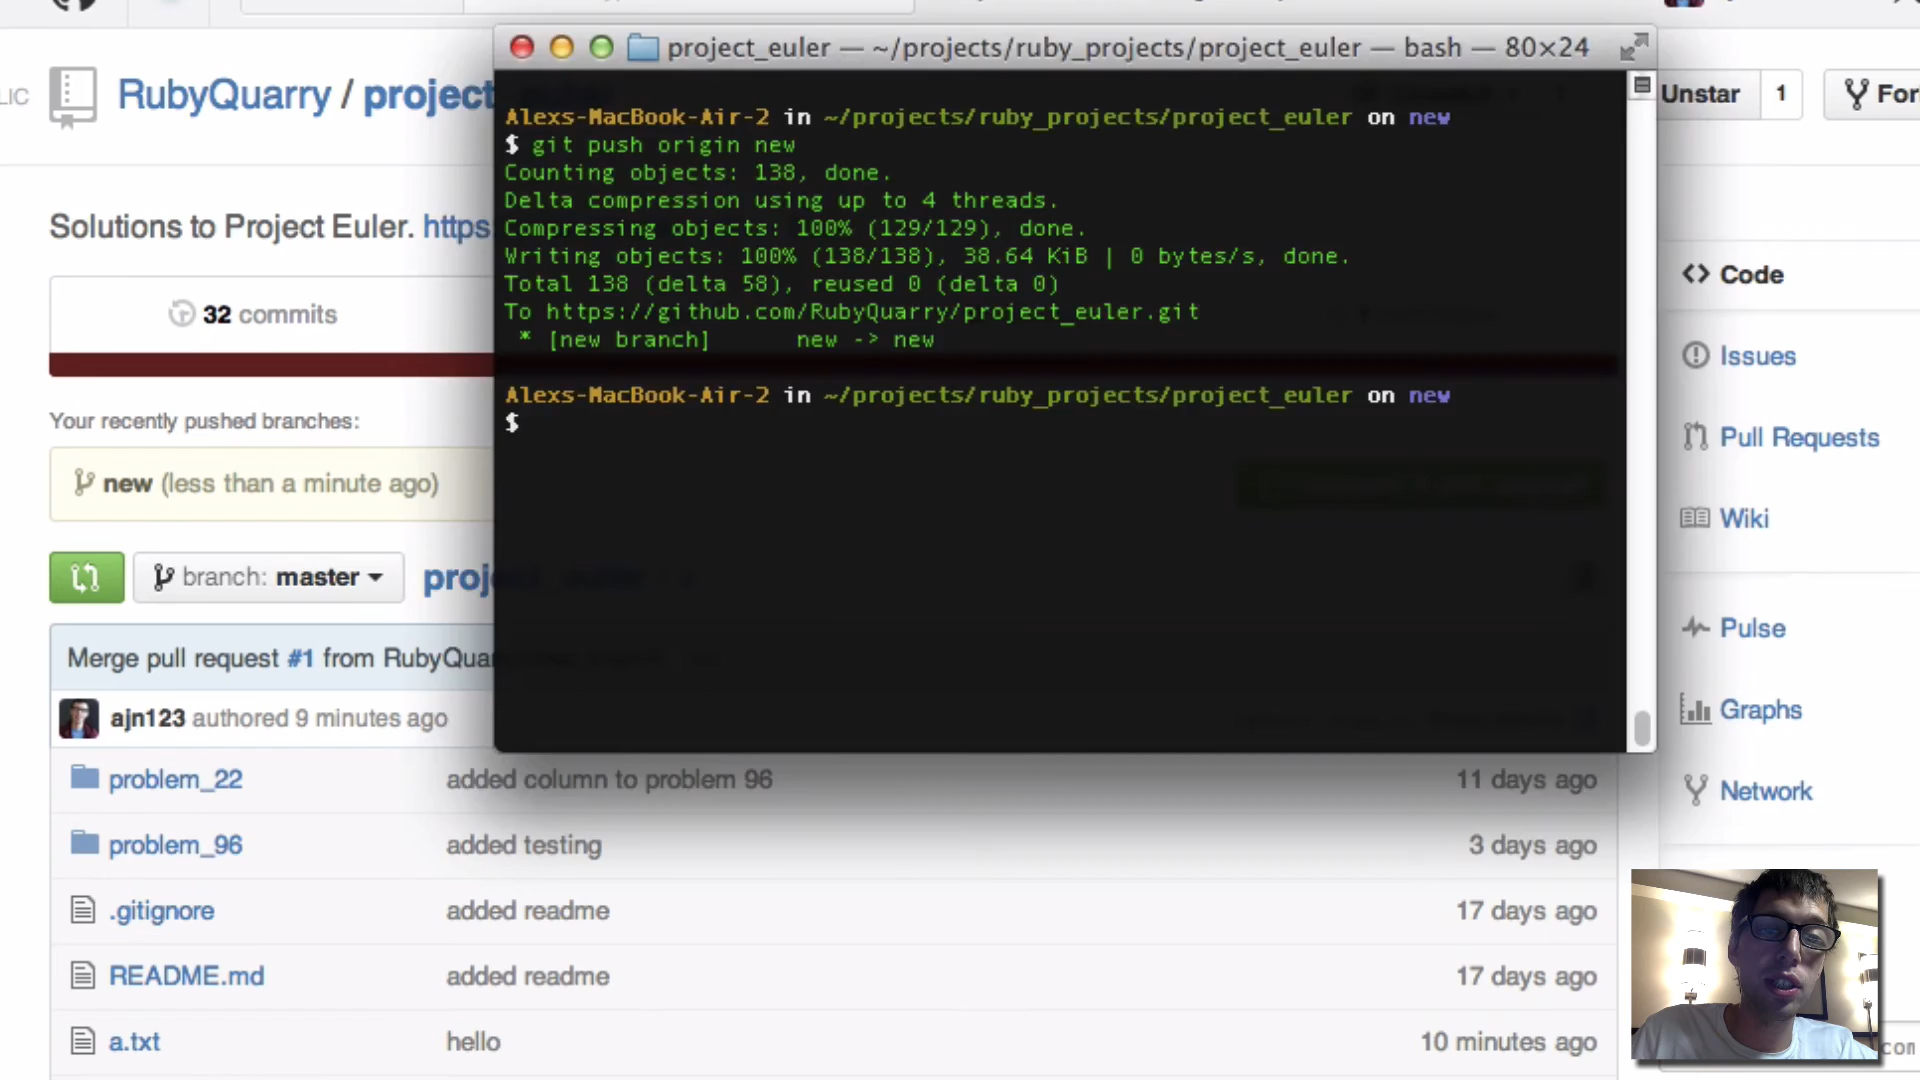 project_euler — ~/projects/ruby_projects/project_euler — bash — 80×24
LIC
RubyQuarry / project
Unstar 1
For
Alexs-MacBook-Air-2 in ~/projects/ruby_projects/project_euler on new
$ git push origin new
Counting objects: 138, done.
Delta compression using up to 4 threads.
Compressing objects: 100% (129/129), done.
Writing objects: 100% (138/138), 38.64 KiB | 0 bytes/s, done.
Total 138 (delta 58), reused 0 (delta 0)
To https://github.com/RubyQuarry/project_euler.git
* [new branch]      new -> new
Alexs-MacBook-Air-2 in ~/projects/ruby_projects/project_euler on new
$
Solutions to Project Euler. https
32 commits
Your recently pushed branches:
new (less than a minute ago)
branch: master
proj
Merge pull request #1 from RubyQua
ajn123 authored 9 minutes ago
problem_22 added column to problem 96 11 days ago
problem_96 added testing 3 days ago
.gitignore added readme 17 days ago
README.md added readme 17 days ago
a.txt hello 10 minutes ago
Code
Issues
Pull Requests
Wiki
Pulse
Graphs
Network
com